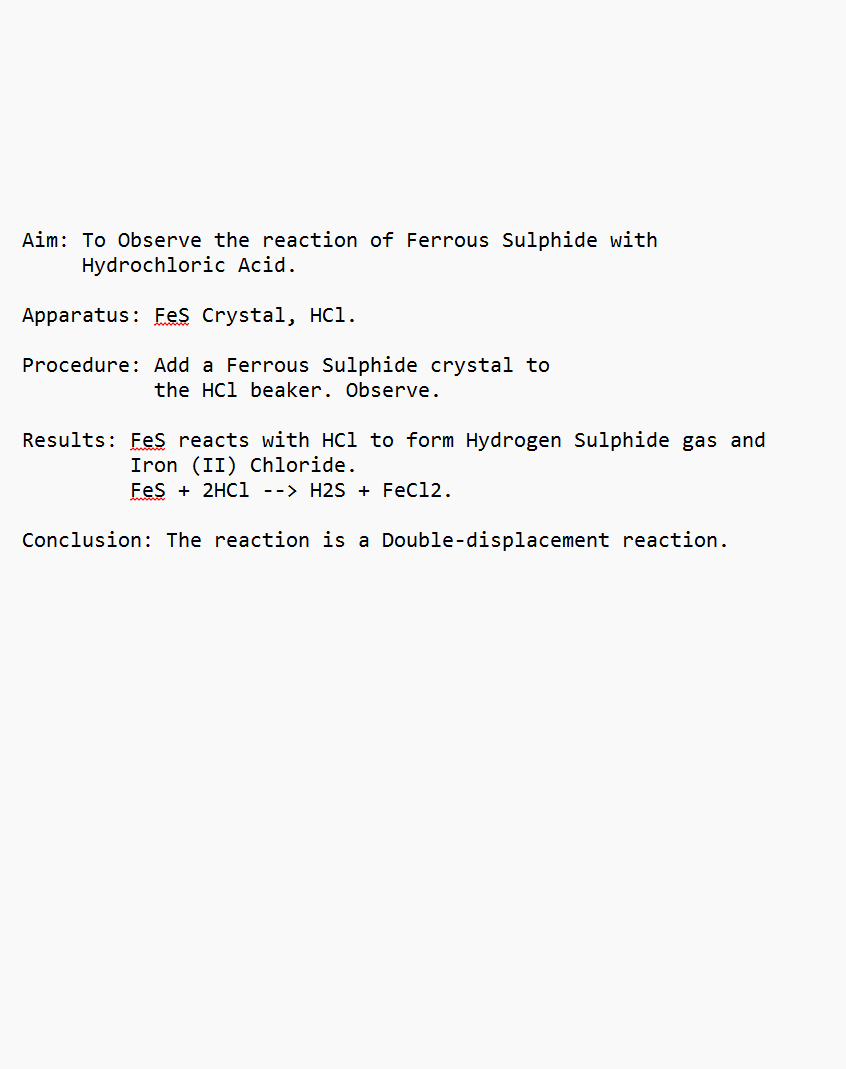 Aim: To Observe the reaction of Ferrous Sulphide with
Hydrochloric Acid.
Apparatus: FeS Crystal, HCl.
Procedure: Add a Ferrous Sulphide crystal to
the HCl beaker. Observe.
Results: FeS reacts with HCl to form Hydrogen Sulphide gas and
Iron (II) Chloride.
FeS + 2HCl --> H2S + FeCl2.
Conclusion: The reaction is a Double-displacement reaction.